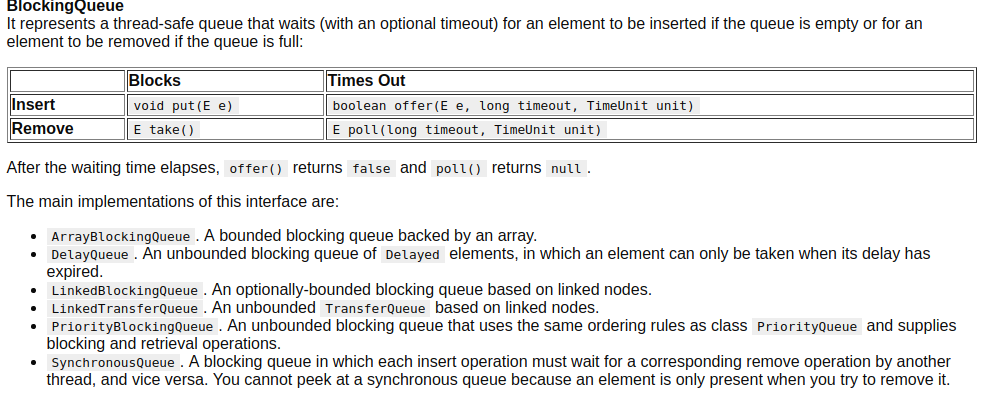 BlockingQueue
It represents a thread-safe queue that waits (with an optional timeout) for an element to be inserted if the queue is empty or for an
element to be removed if the queue is full:
Blocks Times Out
Insert void put(E e) boolean offer(E e, long timeout, TimeUnit unit)
Remove E take() E poll(long timeout, TimeUnit unit)
After the waiting time elapses, offer() returns false and poll() returns null .
The main implementations of this interface are:
• ArrayBlockingQueue . A bounded blocking queue backed by an array.
• DelayQueue . An unbounded blocking queue of Delayed elements, in which an element can only be taken when its delay has
expired.
• LinkedBlockingQueue . An optionally-bounded blocking queue based on linked nodes.
• LinkedTransferQueue . An unbounded TransferQueue based on linked nodes.
• PriorityBlockingQueue . An unbounded blocking queue that uses the same ordering rules as class PriorityQueue and supplies
blocking and retrieval operations.
• SynchronousQueue . A blocking queue in which each insert operation must wait for a corresponding remove operation by another
thread, and vice versa. You cannot peek at a synchronous queue because an element is only present when you try to remove it.